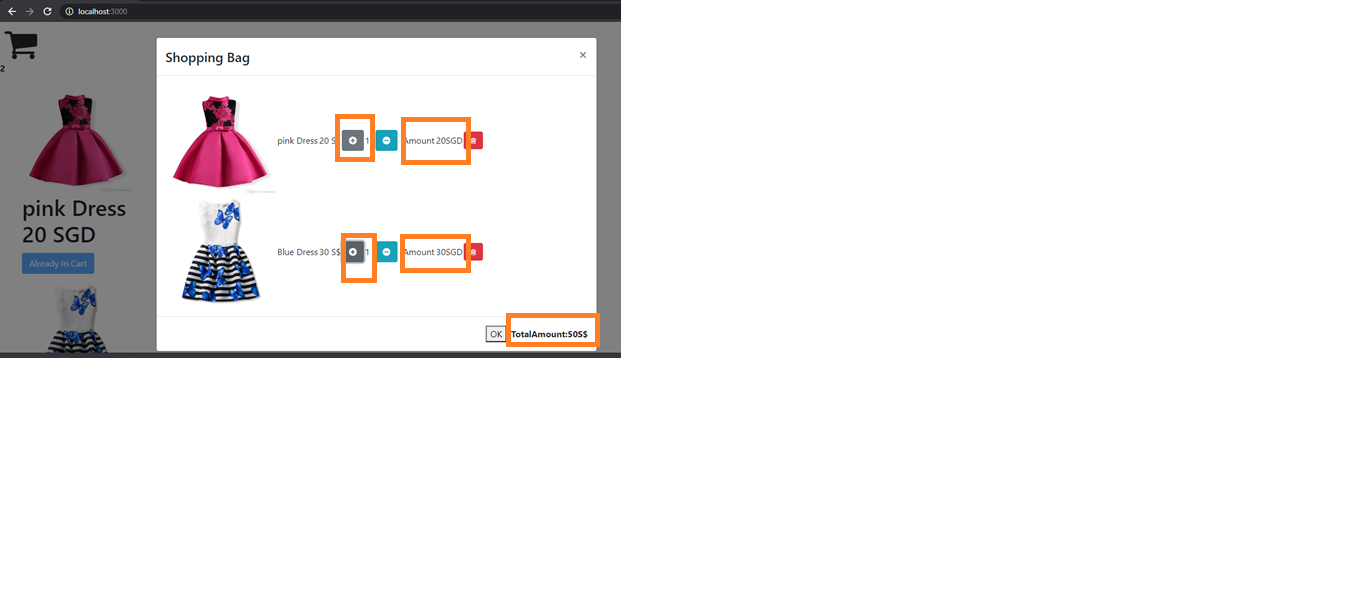 localhost:3000
2
Shopping Bag ×
pink Dress 20 S 1 Amount 20SGD
Blue Dress 30 S$ 1 Amount 30SGD
OK TotalAmount:50S$
pink Dress
20 SGD
Already In Cart